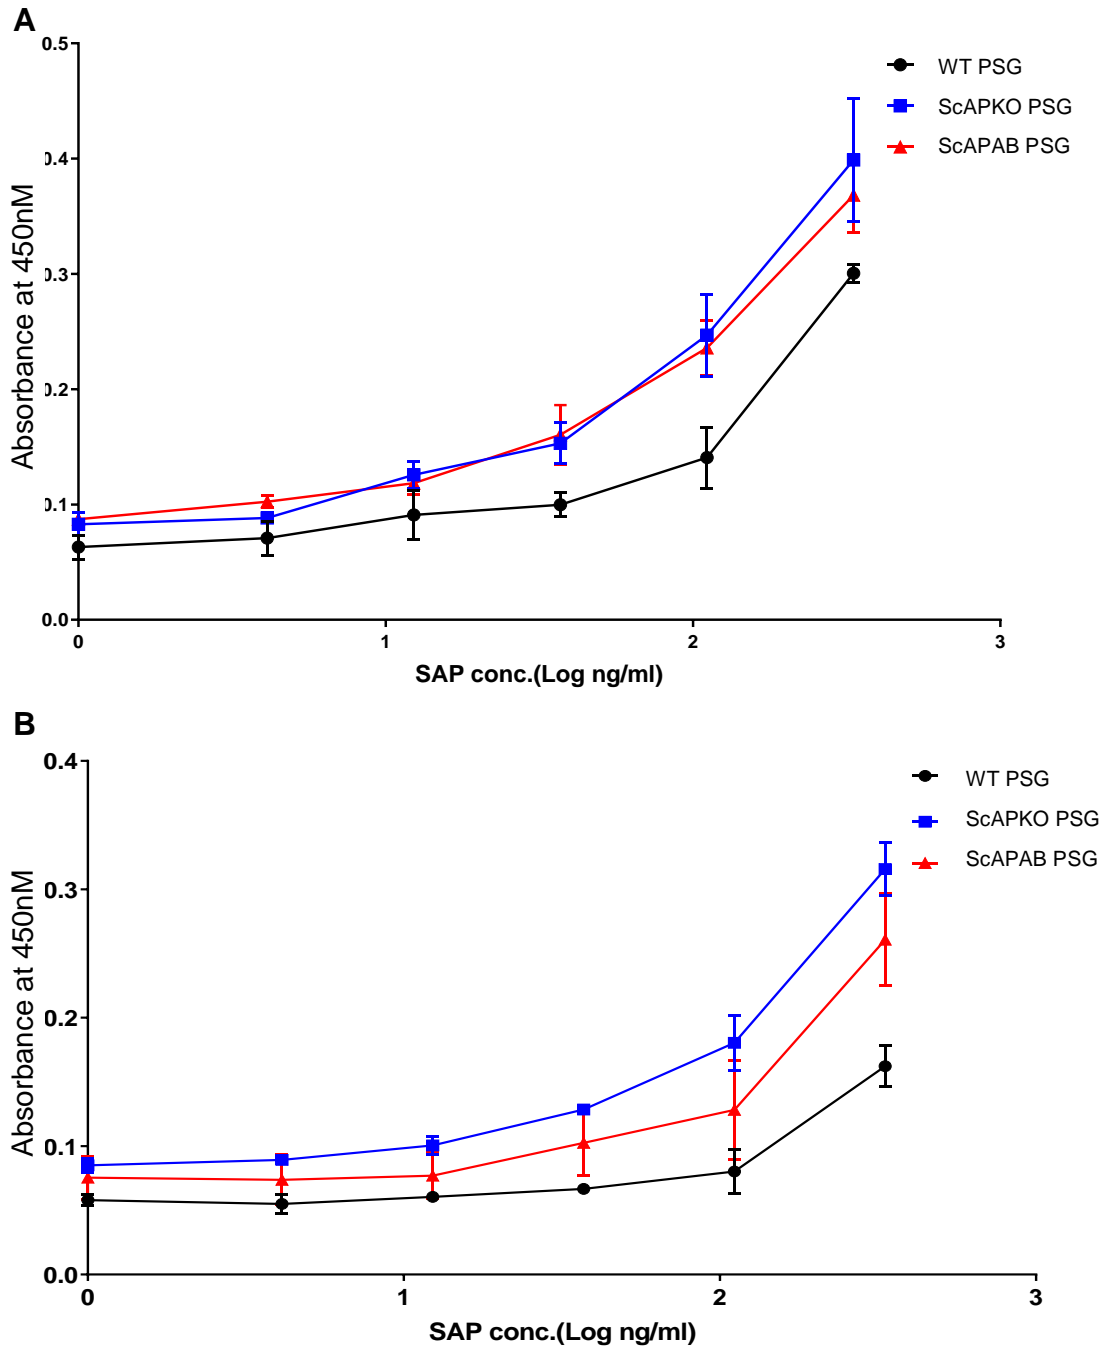 A
0.5
0.4
0.3
0.2
0.1
0.0
Absorbance at 450nM
0 1 2 3
SAP conc.(Log ng/ml)
WT PSG
ScAPKO PSG
ScAPAB PSG
B
0.4
0.3
0.2
0.1
0.0
Absorbance at 450nM
0 1 2 3
SAP conc.(Log ng/ml)
WT PSG
ScAPKO PSG
ScAPAB PSG